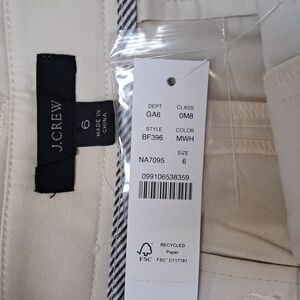 J.CREW
6
MADE IN
CHINA
DEPT CLASS
GA6 0M8
STYLE COLOR
BF396 MWH
SIZE
NA7095 6
099106538359
FSC
RECYCLED
Paper
FSC® C117781